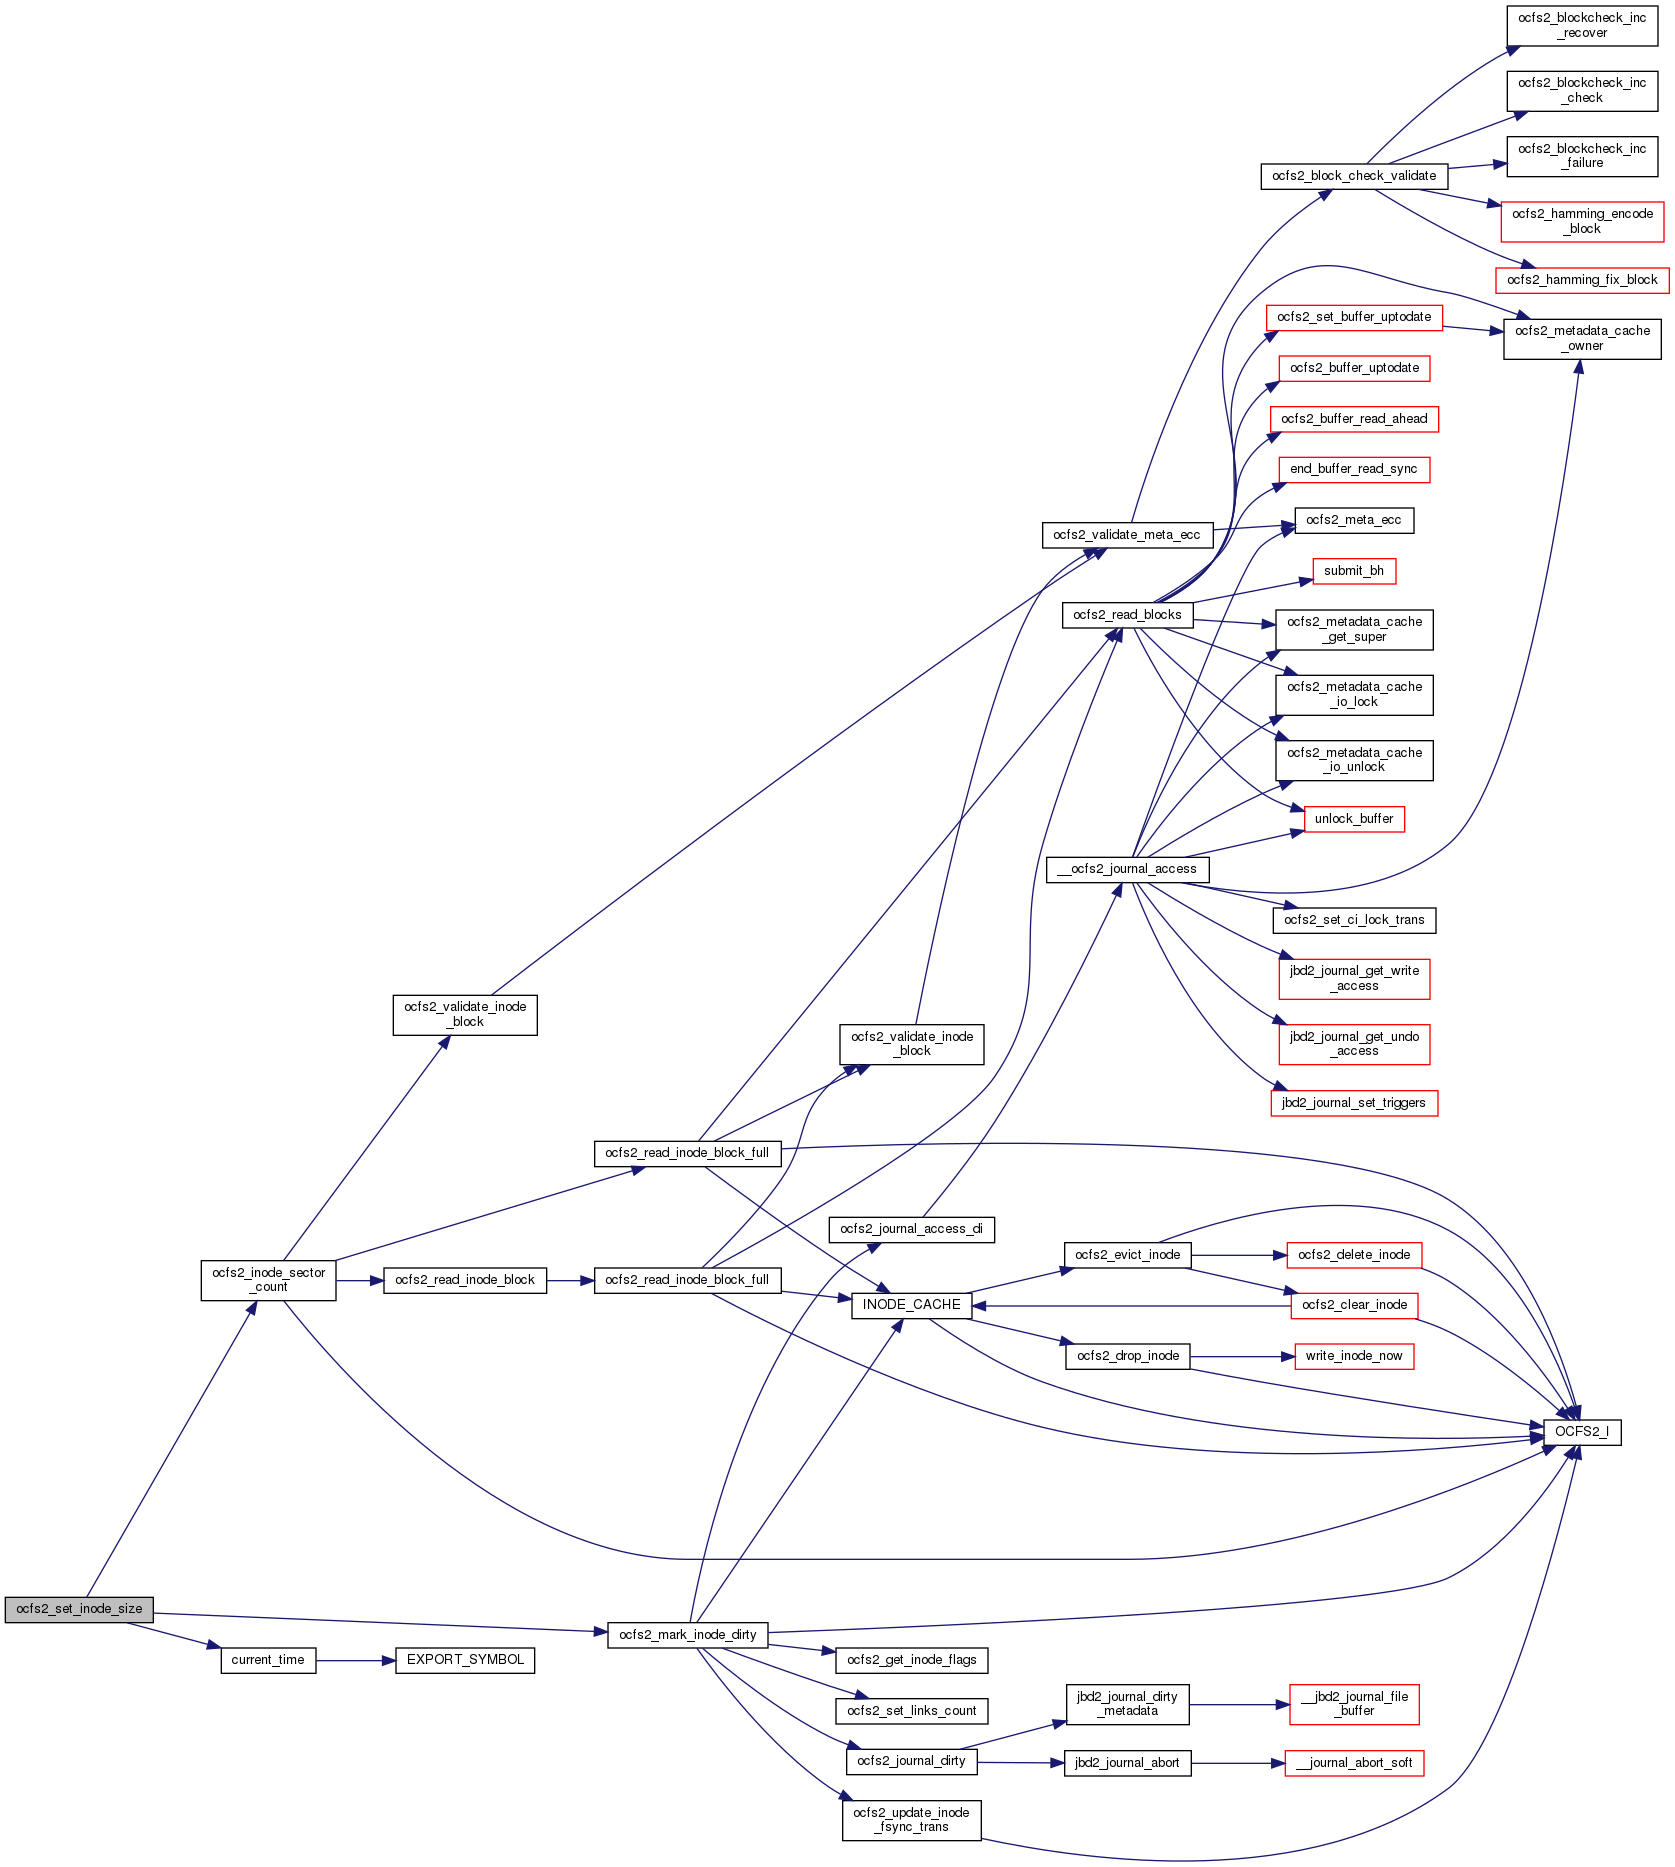 ocfs2_blockcheck_inc
_recover
ocfs2_blockcheck_inc
_check
ocfs2_blockcheck_inc
_failure
ocfs2_block_check_validate
ocfs2_hamming_encode
_block
ocfs2_hamming_fix_block
ocfs2_set_buffer_uptodate
ocfs2_metadata_cache
_owner
ocfs2_buffer_uptodate
ocfs2_buffer_read_ahead
end_buffer_read_sync
ocfs2_meta_ecc
ocfs2_validate_meta_ecc
submit_bh
ocfs2_read_blocks
ocfs2_metadata_cache
_get_super
ocfs2_metadata_cache
_io_lock
ocfs2_metadata_cache
_io_unlock
unlock_buffer
__ocfs2_journal_access
ocfs2_set_ci_lock_trans
jbd2_journal_get_write
_access
ocfs2_validate_inode
_block
ocfs2_validate_inode
_block
jbd2_journal_get_undo
_access
jbd2_journal_set_triggers
ocfs2_read_inode_block_full
ocfs2_journal_access_di
ocfs2_evict_inode
ocfs2_delete_inode
ocfs2_inode_sector
_count
ocfs2_read_inode_block
ocfs2_read_inode_block_full
INODE_CACHE
ocfs2_clear_inode
ocfs2_drop_inode
write_inode_now
OCFS2_I
ocfs2_set_inode_size
ocfs2_mark_inode_dirty
current_time
EXPORT_SYMBOL
ocfs2_get_inode_flags
ocfs2_set_links_count
jbd2_journal_dirty
_metadata
__jbd2_journal_file
_buffer
ocfs2_journal_dirty
jbd2_journal_abort
__journal_abort_soft
ocfs2_update_inode
_fsync_trans